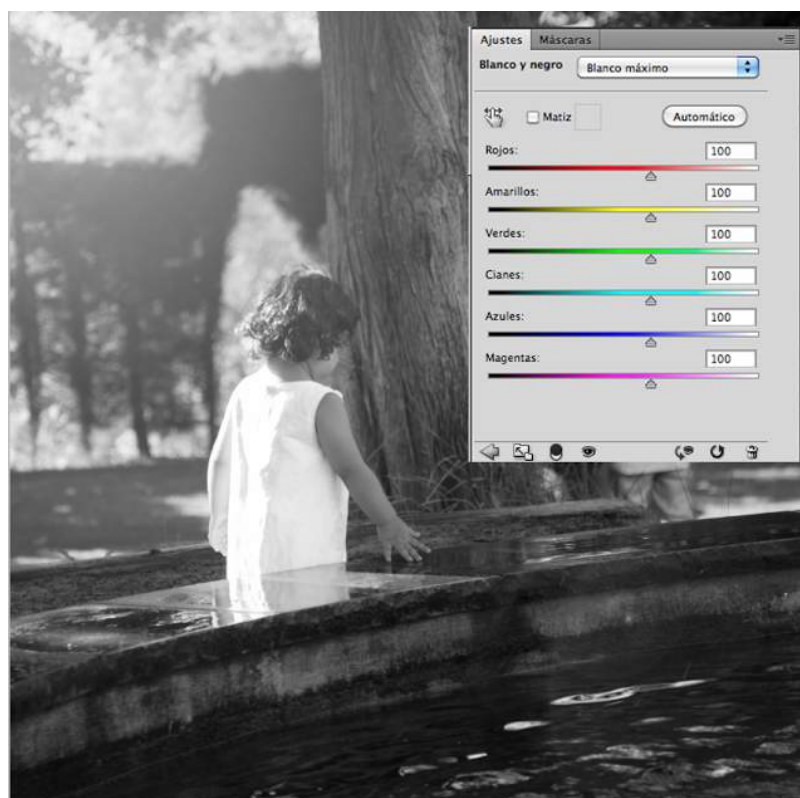 Ajustes Máscaras
Blanco y negro Blanco máximo
Matiz Automático
Rojos: 100
Amarillos: 100
Verdes: 100
Cianes: 100
Azules: 100
Magentas: 100